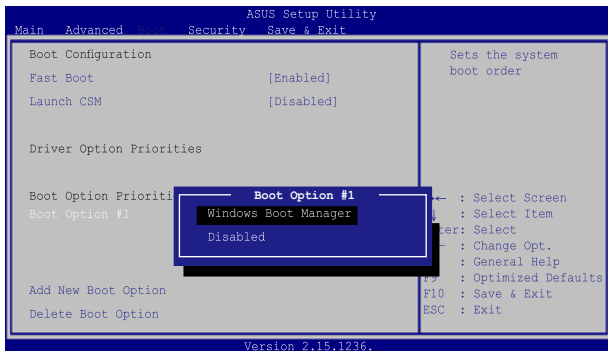 ASUS Setup Utility
Main Advanced Boot Security Save & Exit
Boot Configuration
Fast Boot [Enabled]
Launch CSM [Disabled]
Driver Option Priorities
Boot Option Prioriti
Boot Option #1
Boot Option #1
Windows Boot Manager
Disabled
Add New Boot Option
Delete Boot Option
Sets the system
boot order
→← : Select Screen
: Select Item
ter: Select
— : Change Opt.
: General Help
F9 : Optimized Defaults
F10 : Save & Exit
ESC : Exit
Version 2.15.1236.